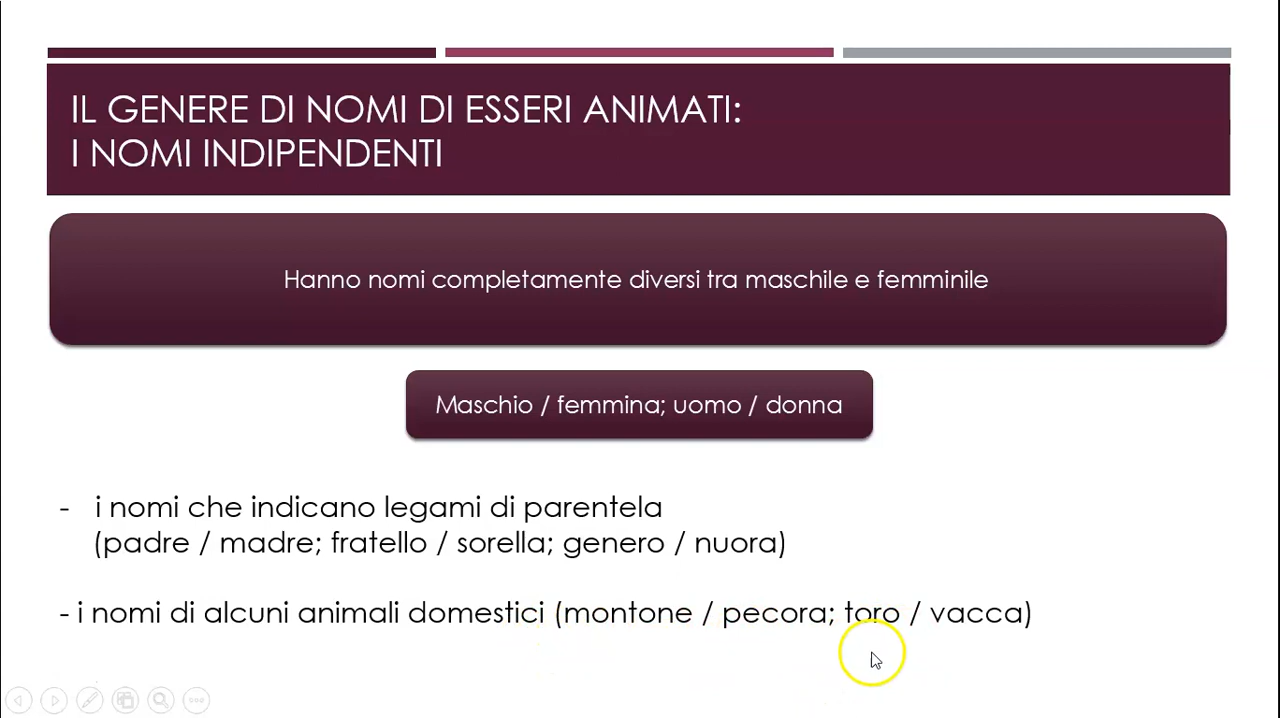 IL GENERE DI NOMI DI ESSERI ANIMATI:
I NOMI INDIPENDENTI
Hanno nomi completamente diversi tra maschile e femminile
Maschio / femmina; uomo / donna
- i nomi che indicano legami di parentela
(padre / madre; fratello / sorella; genero / nuora)
- i nomi di alcuni animali domestici (montone / pecora; toro / vacca)